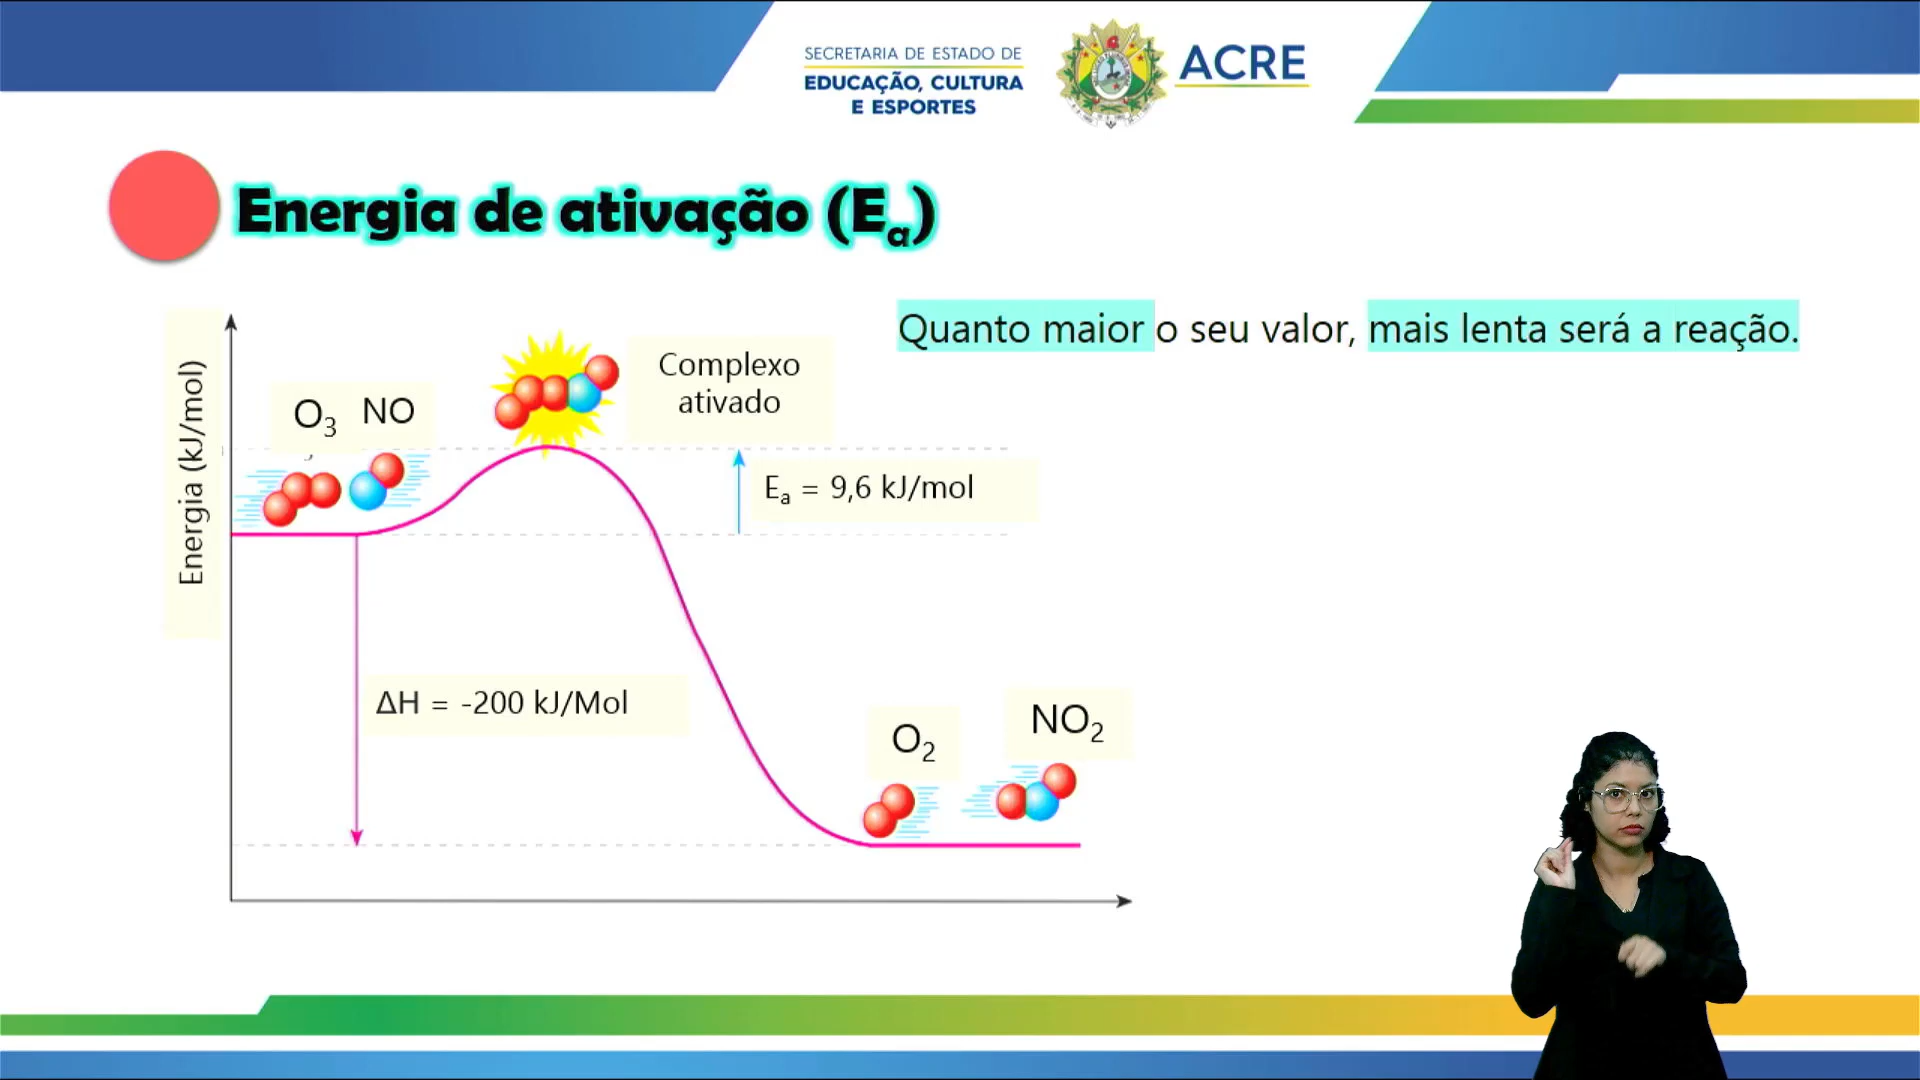 SECRETARIA DE ESTADO DE
EDUCAÇÃO, CULTURA
E ESPORTES
ACRE
Energia de ativação (Eₐ)
Quanto maior o seu valor, mais lenta será a reação.
Energia (kJ/mol)
O₃ NO
Complexo
ativado
Eₐ = 9,6 kJ/mol
ΔH = -200 kJ/Mol
O₂
NO₂